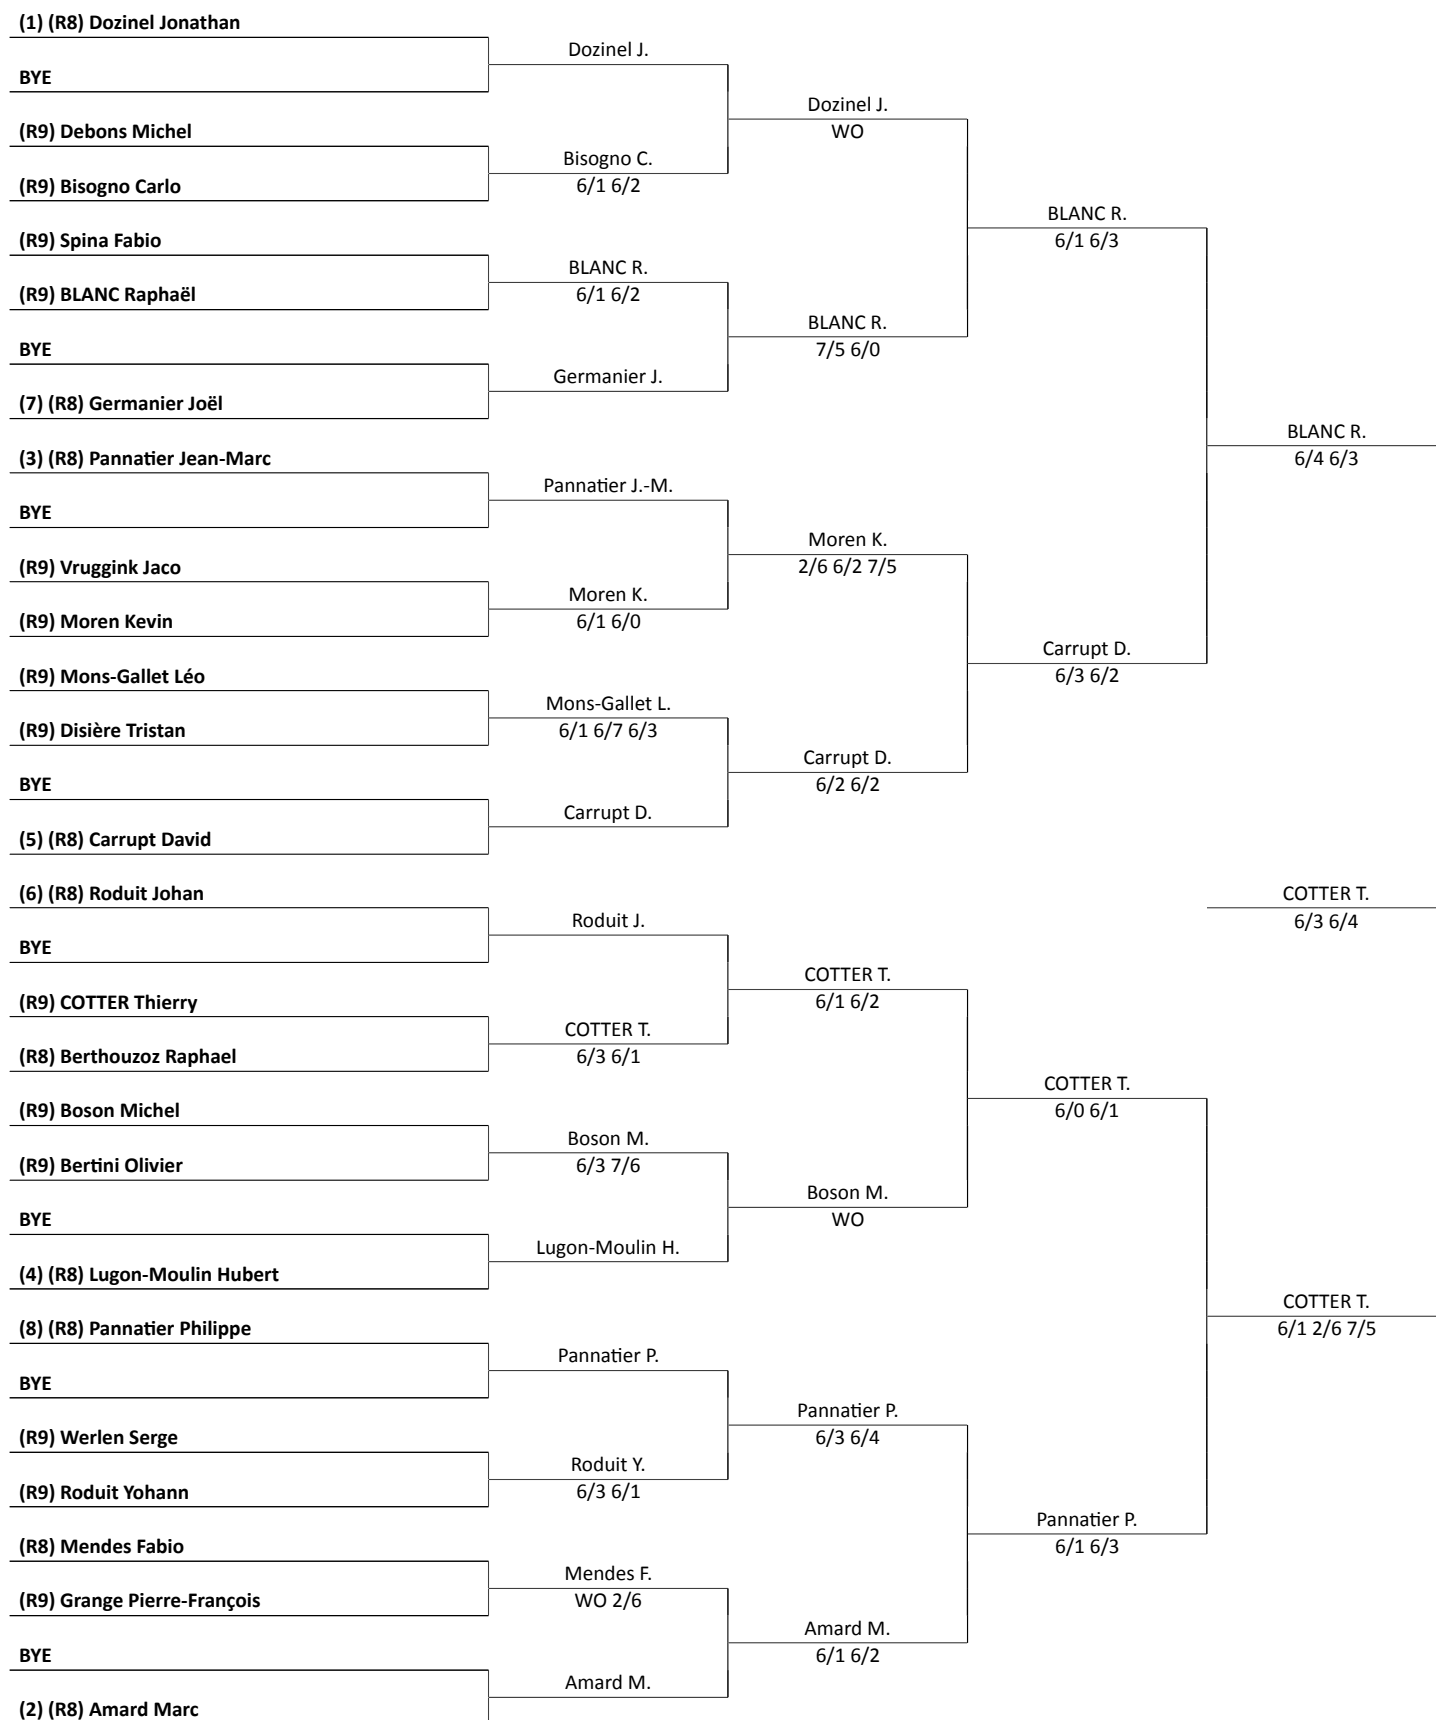 (1) (R8) Dozinel Jonathan
Dozinel J.
BYE
Dozinel J.
WO
(R9) Debons Michel
Bisogno C.
6/1 6/2
(R9) Bisogno Carlo
BLANC R.
6/1 6/3
(R9) Spina Fabio
BLANC R.
6/1 6/2
(R9) BLANC Raphaël
BLANC R.
7/5 6/0
BYE
Germanier J.
(7) (R8) Germanier Joël
BLANC R.
6/4 6/3
(3) (R8) Pannatier Jean-Marc
Pannatier J.-M.
BYE
Moren K.
2/6 6/2 7/5
(R9) Vruggink Jaco
Moren K.
6/1 6/0
(R9) Moren Kevin
Carrupt D.
6/3 6/2
(R9) Mons-Gallet Léo
Mons-Gallet L.
6/1 6/7 6/3
(R9) Disière Tristan
Carrupt D.
6/2 6/2
BYE
Carrupt D.
(5) (R8) Carrupt David
(6) (R8) Roduit Johan
COTTER T.
6/3 6/4
Roduit J.
BYE
COTTER T.
6/1 6/2
(R9) COTTER Thierry
COTTER T.
6/3 6/1
(R8) Berthouzoz Raphael
COTTER T.
6/0 6/1
(R9) Boson Michel
Boson M.
6/3 7/6
(R9) Bertini Olivier
Boson M.
WO
BYE
Lugon-Moulin H.
(4) (R8) Lugon-Moulin Hubert
COTTER T.
6/1 2/6 7/5
(8) (R8) Pannatier Philippe
Pannatier P.
BYE
Pannatier P.
6/3 6/4
(R9) Werlen Serge
Roduit Y.
6/3 6/1
(R9) Roduit Yohann
Pannatier P.
6/1 6/3
(R8) Mendes Fabio
Mendes F.
WO 2/6
(R9) Grange Pierre-François
Amard M.
6/1 6/2
BYE
Amard M.
(2) (R8) Amard Marc